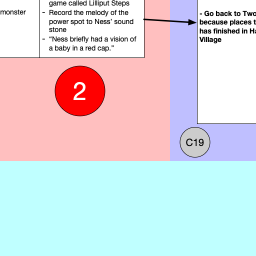 game called Lilliput Steps
- Record the melody of the
power spot to Ness' sound
stone
- "Ness briefly had a vision of
a baby in a red cap."
monster
- Go back to Two
because places t
has finished in Ha
Village
2
C19